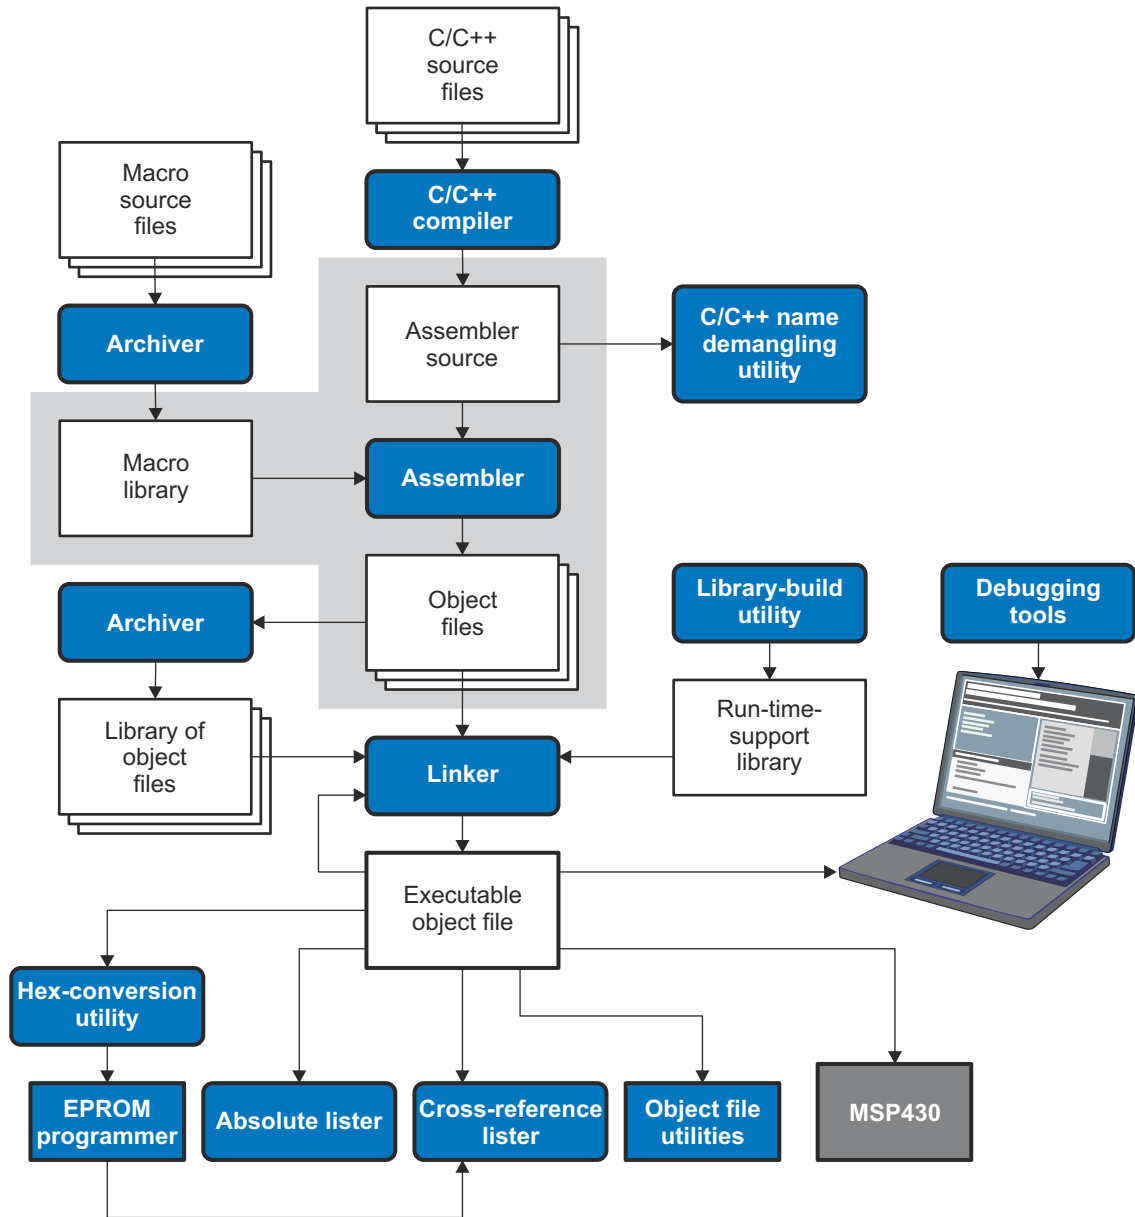 C/C++
source
files
Macro
source
files
C/C++
compiler
Archiver
Assembler
source
C/C++ name
demangling
utility
Macro
library
Assembler
Archiver
Object
files
Library-build
utility
Debugging
tools
Library of
object
files
Linker
Run-time-
support
library
Executable
object file
Hex-conversion
utility
EPROM
programmer
Absolute lister
Cross-reference
lister
Object file
utilities
MSP430